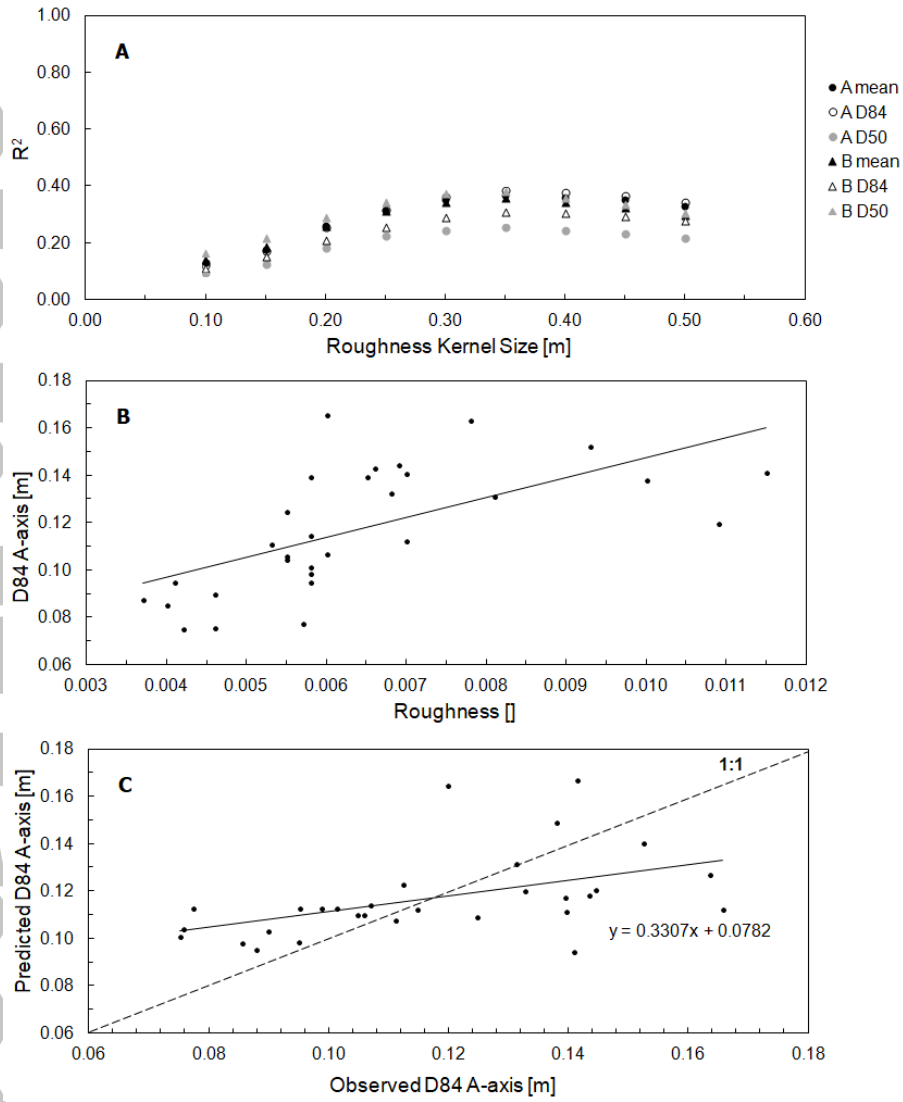 A
1.00
0.80
0.60
0.40
0.20
0.00
R²
0.00 0.10 0.20 0.30 0.40 0.50 0.60
Roughness Kernel Size [m]
A mean
A D84
A D50
B mean
B D84
B D50
B
0.18
0.16
0.14
0.12
0.10
0.08
0.06
D84 A-axis [m]
0.003 0.004 0.005 0.006 0.007 0.008 0.009 0.010 0.011 0.012
Roughness []
C
1:1
0.18
0.16
0.14
0.12
0.10
0.08
0.06
Predicted D84 A-axis [m]
y = 0.3307x + 0.0782
0.06 0.08 0.10 0.12 0.14 0.16 0.18
Observed D84 A-axis [m]